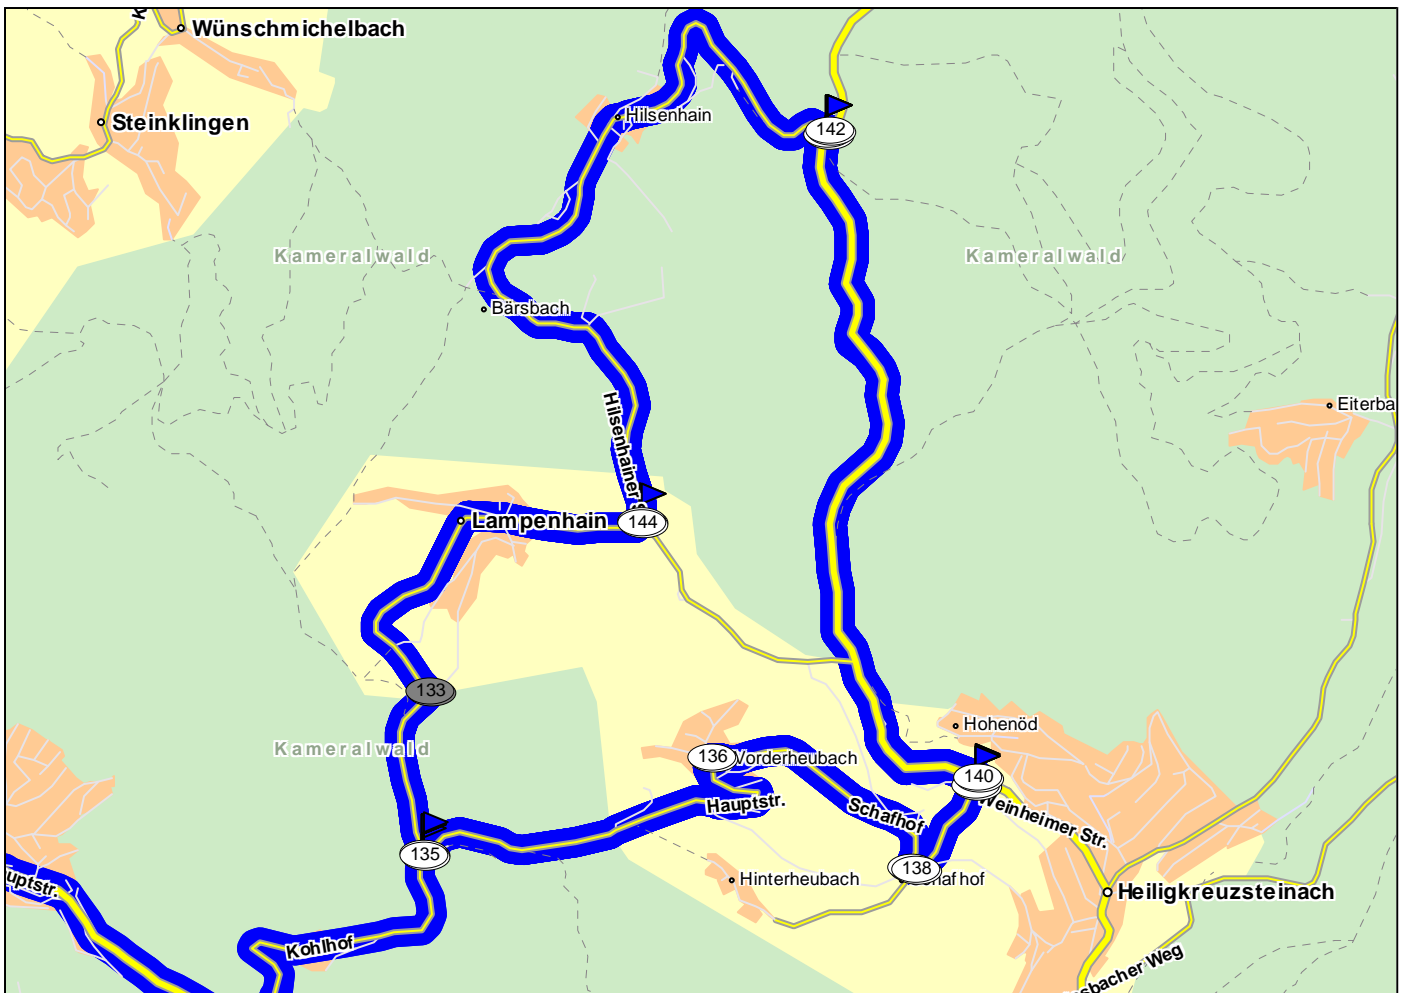 K
Wünschmichelbach
Hilsenhain
Steinklingen
142
Kameralwald
Kameralwald
Bärsbach
Eiterba
Hilsenhainer S
Lampenhain
144
133
Hohenöd
Kameralwald
136
Vorderheubach
140
Hauptstr.
Schafhof
Weinheimer Str.
135
138
Hinterheubach
uptstr.
Heiligkreuzsteinach
Kohlhof
sbacher Weg